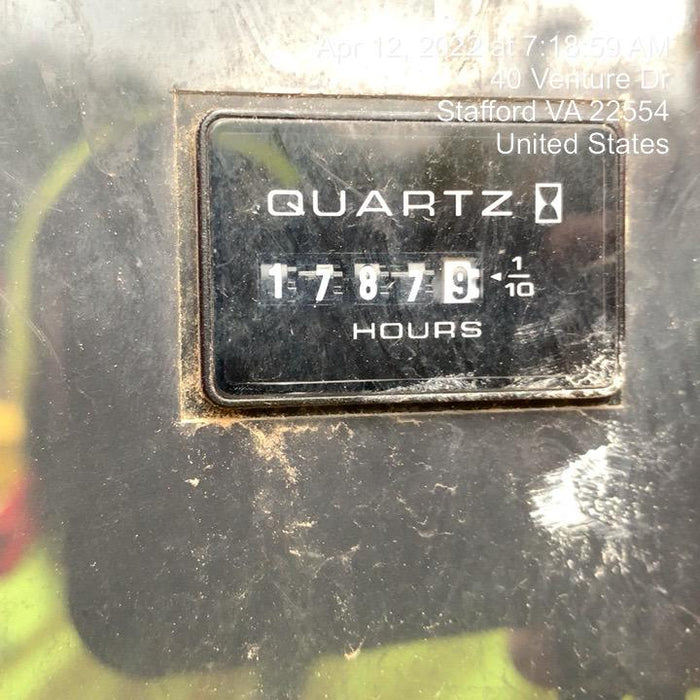 Apr 12, 2022 at 7:18:59 AM
40 Venture Dr
Stafford VA 22554
United States
QUARTZ
17879 1/10
HOURS